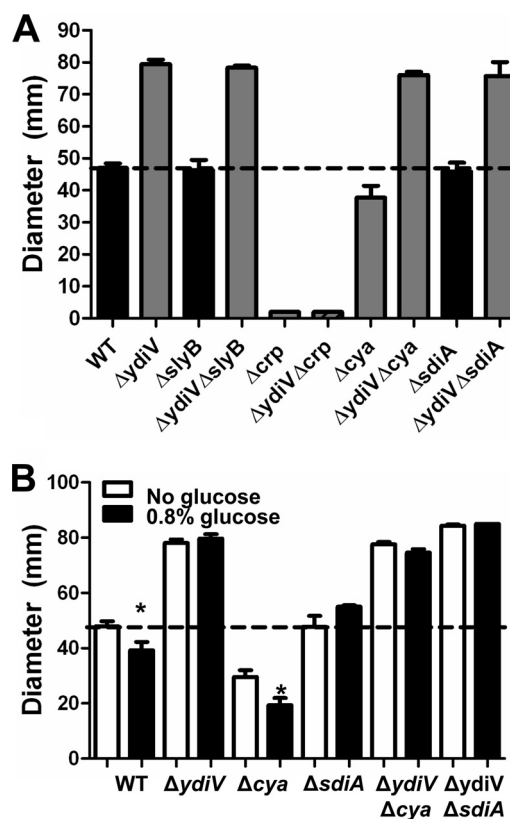 A
Diameter (mm)
90
80
70
60
50
40
30
20
10
0
WT
ΔydiV
ΔslyB
ΔydiVΔslyB
Δcrp
ΔydiVΔcrp
Δcya
ΔydiVΔcya
ΔsdiA
ΔydiVΔsdiA
B
No glucose
0.8% glucose
Diameter (mm)
100
80
60
40
20
0
*
*
WT ΔydiV Δcya ΔsdiA ΔydiV ΔydiV
Δcya ΔsdiA